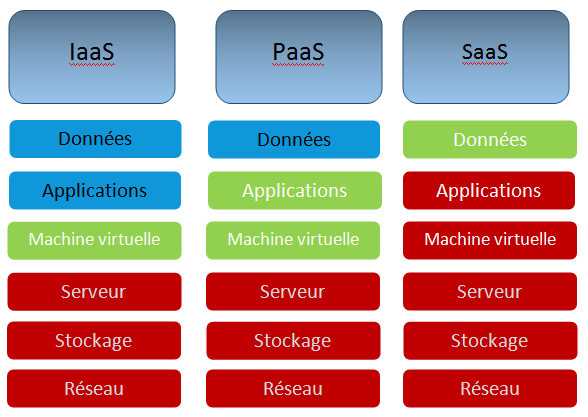 IaaS PaaS SaaS
Données Données Données
Applications Applications Applications
Machine virtuelle Machine virtuelle Machine virtuelle
Serveur Serveur Serveur
Stockage Stockage Stockage
Réseau Réseau Réseau